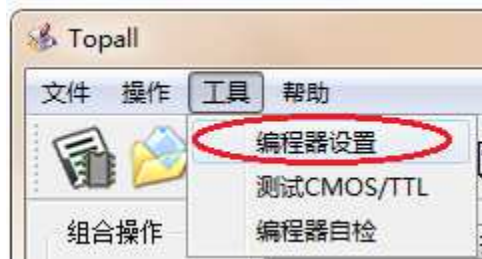 Topall
文件 操作 工具 帮助
编程器设置
测试CMOS/TTL
编程器自检
组合操作